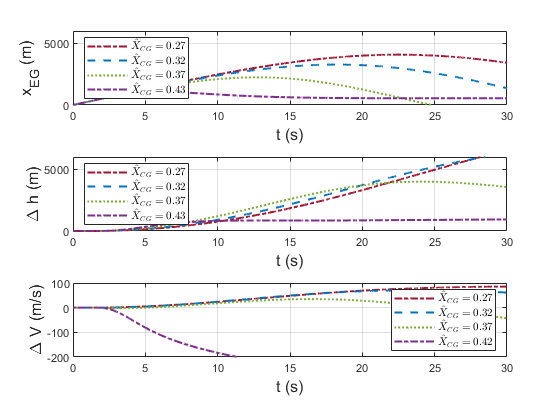 5000
0
x_EG (m)
X̂_CG = 0.27
X̂_CG = 0.32
X̂_CG = 0.37
X̂_CG = 0.43
0 5 10 15 20 25 30
t (s)
5000
0
Δ h (m)
X̂_CG = 0.27
X̂_CG = 0.32
X̂_CG = 0.37
X̂_CG = 0.43
0 5 10 15 20 25 30
t (s)
100
0
-100
-200
Δ V (m/s)
X̂_CG = 0.27
X̂_CG = 0.32
X̂_CG = 0.37
X̂_CG = 0.42
0 5 10 15 20 25 30
t (s)